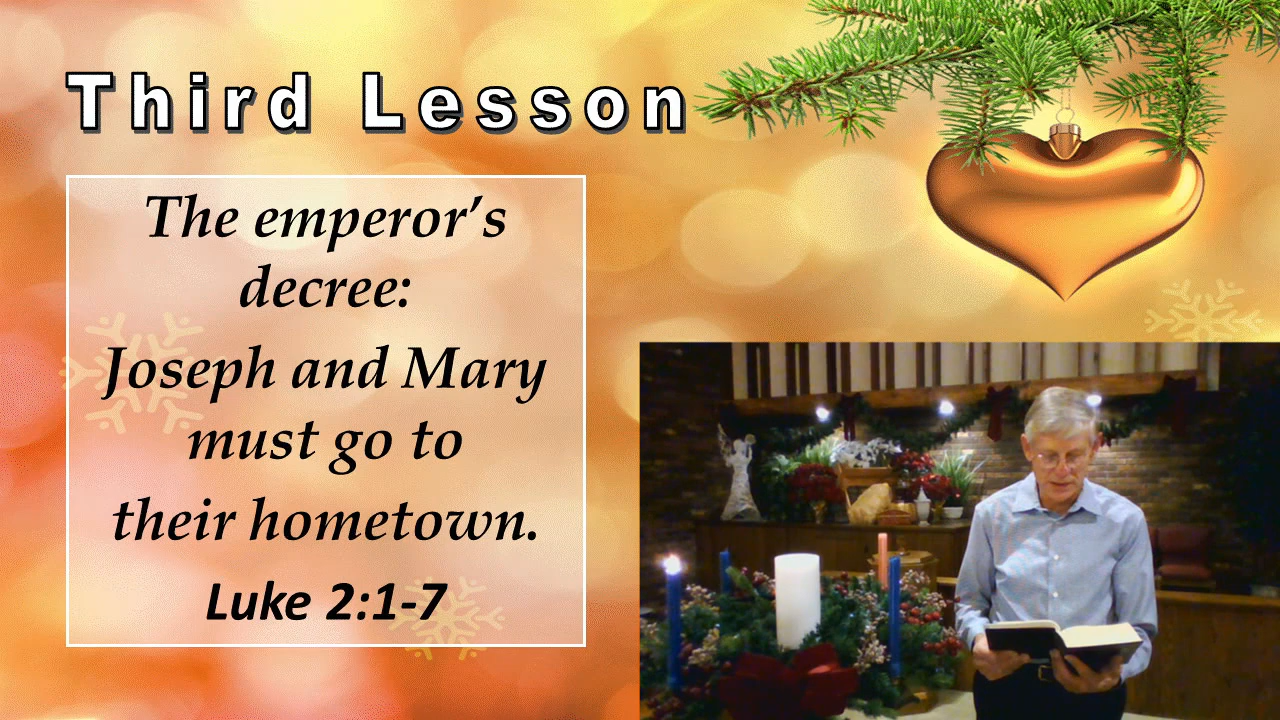 Third Lesson
The emperor’s
decree:
Joseph and Mary
must go to
their hometown.
Luke 2:1-7